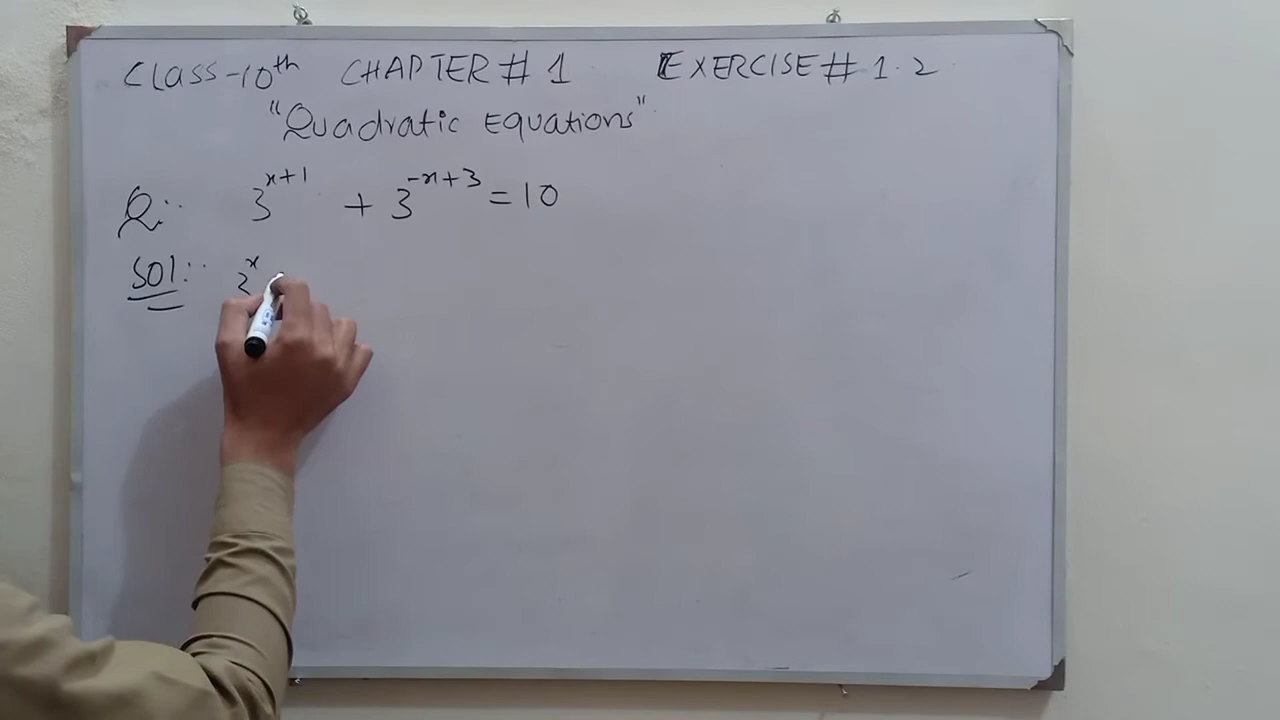 Class-10th CHAPTER # 1 EXERCISE # 1.2
"Quadratic Equations"
Q:- 3^{x+1} + 3^{-x+3} = 10
Sol:- 3^x